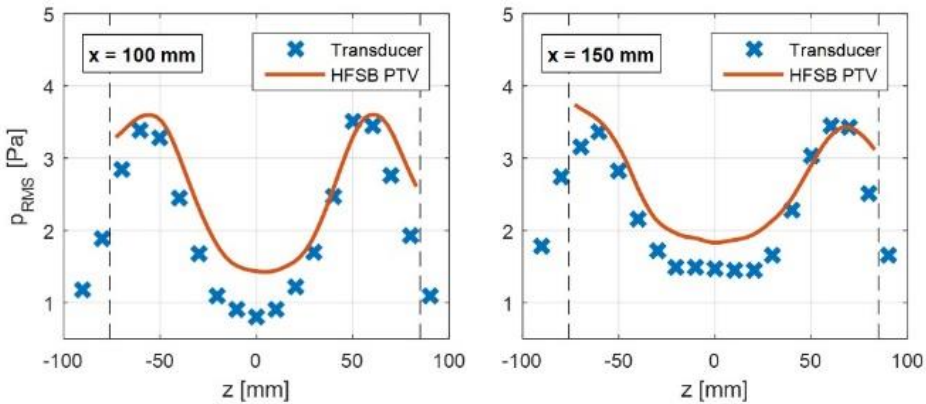 5
4
3
2
1
p_RMS [Pa]
x = 100 mm
Transducer
HFSB PTV
-100
-50
0
50
100
z [mm]
5
4
3
2
1
x = 150 mm
Transducer
HFSB PTV
-100
-50
0
50
100
z [mm]